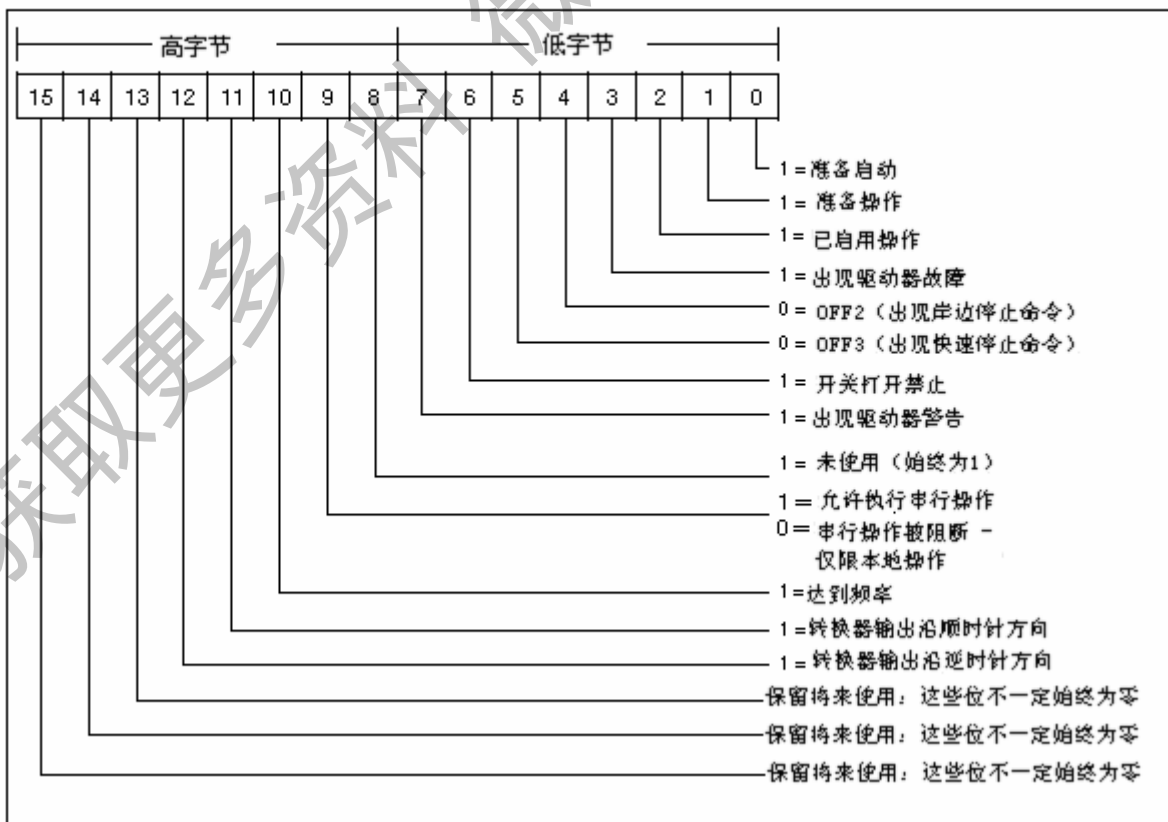 高字节 低字节
15 14 13 12 11 10 9 8 7 6 5 4 3 2 1 0
1=准备启动
1= 准备操作
1= 已启用操作
1= 出现驱动器故障
0= OFF2（出现岸边停止命令）
0= OFF3（出现快速停止命令）
1= 开关打开禁止
1= 出现驱动器警告
1= 未使用（始终为1）
1= 允许执行串行操作
0= 串行操作被阻断 -
仅限本地操作
1=达到频率
1=转换器输出沿顺时针方向
1=转换器输出沿逆时针方向
保留将来使用：这些位不一定始终为零
保留将来使用：这些位不一定始终为零
保留将来使用：这些位不一定始终为零
获取更多资料 微